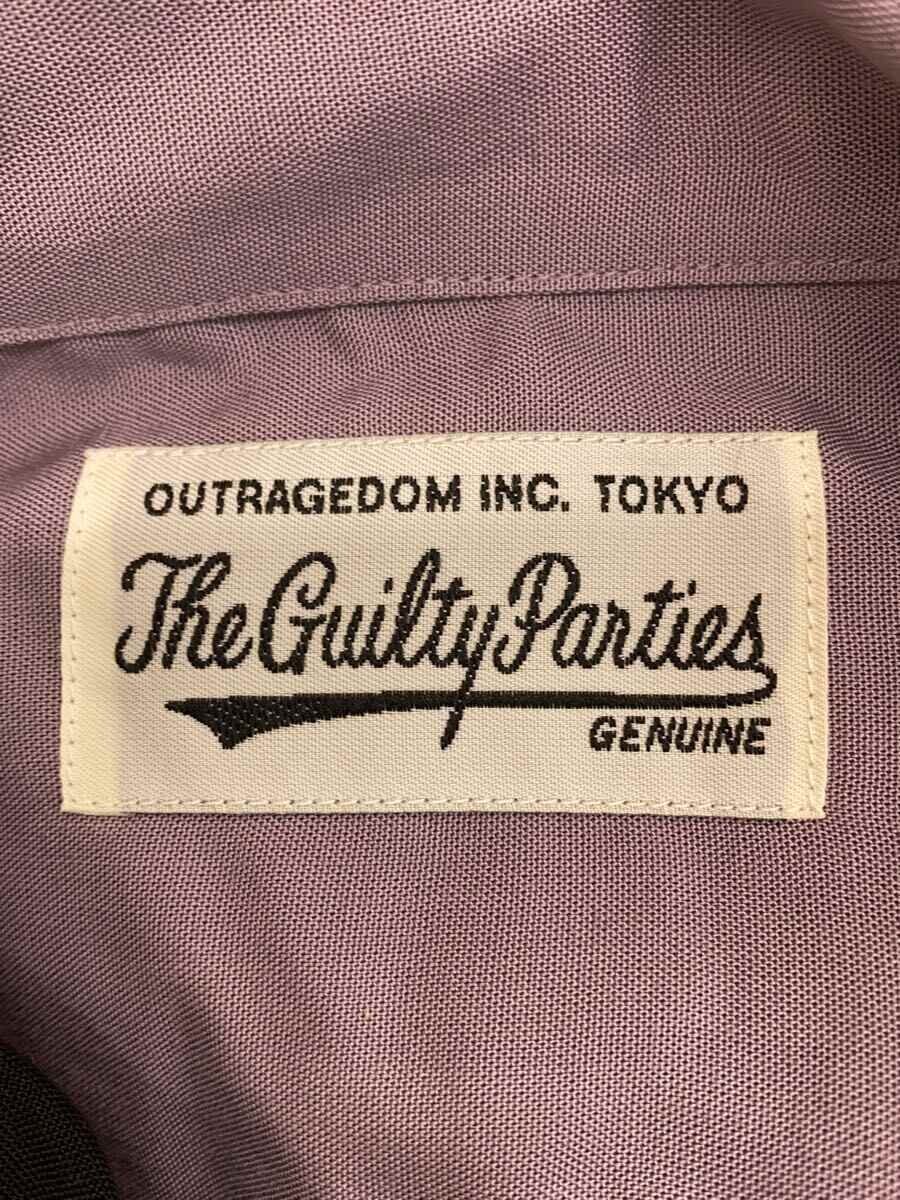 OUTRAGEDOM INC. TOKYO
The Guilty Parties
GENUINE